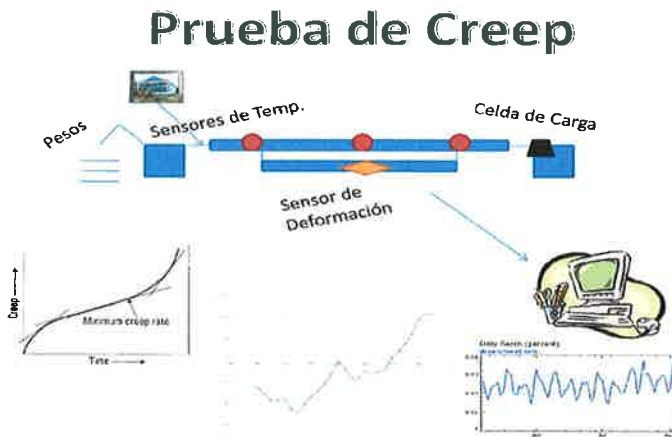 Prueba de Creep
Pesos
Sensores de Temp.
Celda de Carga
Sensor de
Deformación
Creep
Minimum creep rate
Time